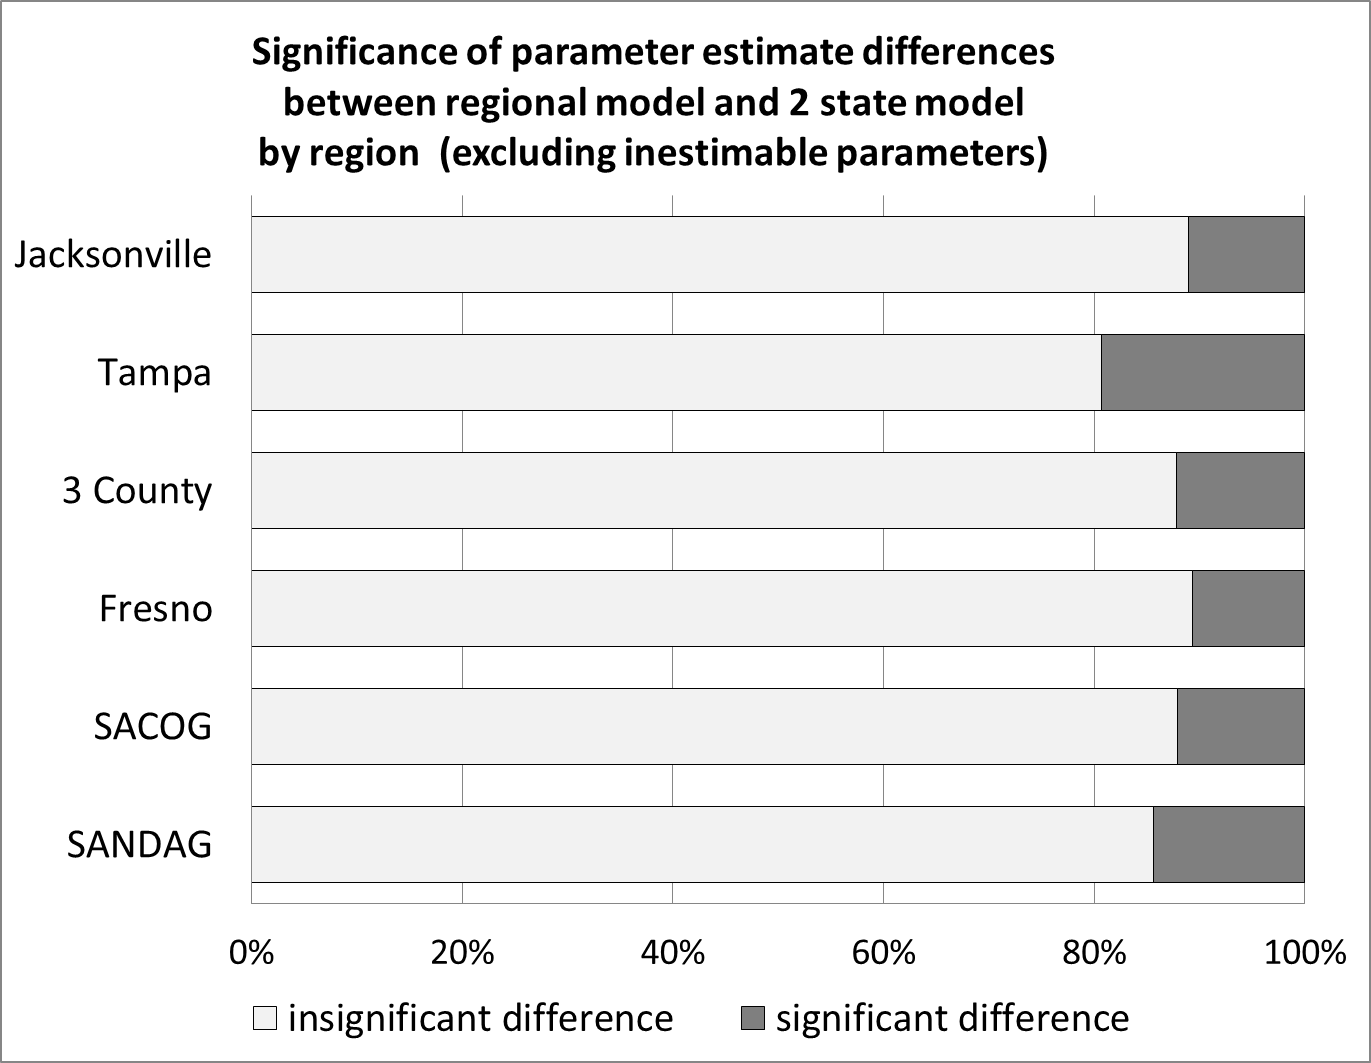 Significance of parameter estimate differences
between regional model and 2 state model
by region (excluding inestimable parameters)
Jacksonville
Tampa
3 County
Fresno
SACOG
SANDAG
0% 20% 40% 60% 80% 100%
insignificant difference significant difference